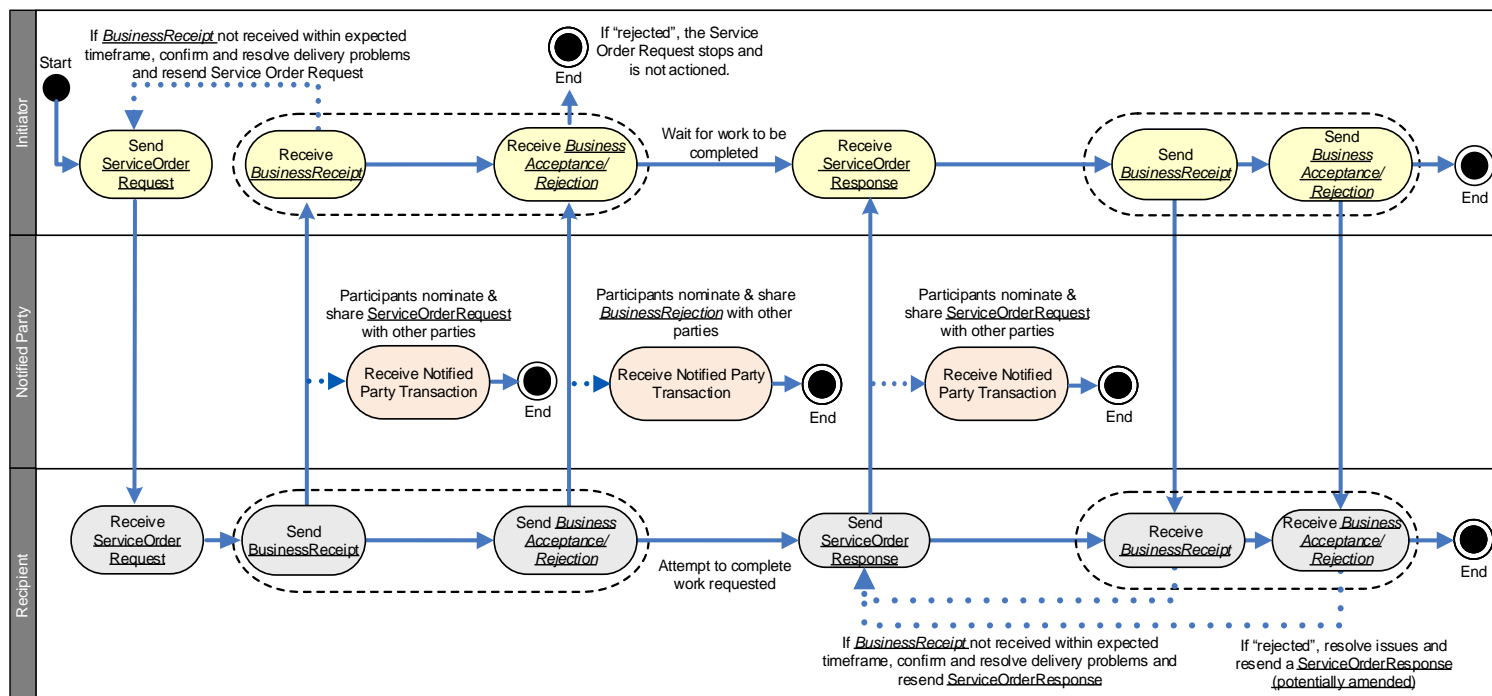 Initiator
Start
If BusinessReceipt not received within expected
timeframe, confirm and resolve delivery problems
and resend Service Order Request
If “rejected”, the Service
Order Request stops and
is not actioned.
End
Send
ServiceOrder
Request
Receive
BusinessReceipt
Receive Business
Acceptance/
Rejection
Wait for work to be
completed
Receive
ServiceOrder
Response
Send
BusinessReceipt
Send
Business
Acceptance/
Rejection
End
Notified Party
Participants nominate &
share ServiceOrderRequest
with other parties
Receive Notified
Party Transaction
End
Participants nominate & share
BusinessRejection with other
parties
Receive Notified Party
Transaction
End
Participants nominate &
share ServiceOrderRequest
with other parties
Receive Notified
Party Transaction
End
Recipient
Receive
ServiceOrder
Request
Send
BusinessReceipt
Send Business
Acceptance/
Rejection
Attempt to complete
work requested
Send
ServiceOrder
Response
Receive
BusinessReceipt
Receive Business
Acceptance/
Rejection
End
If BusinessReceipt not received within expected
timeframe, confirm and resolve delivery problems and
resend ServiceOrderResponse
If “rejected”, resolve issues and
resend a ServiceOrderResponse
(potentially amended)